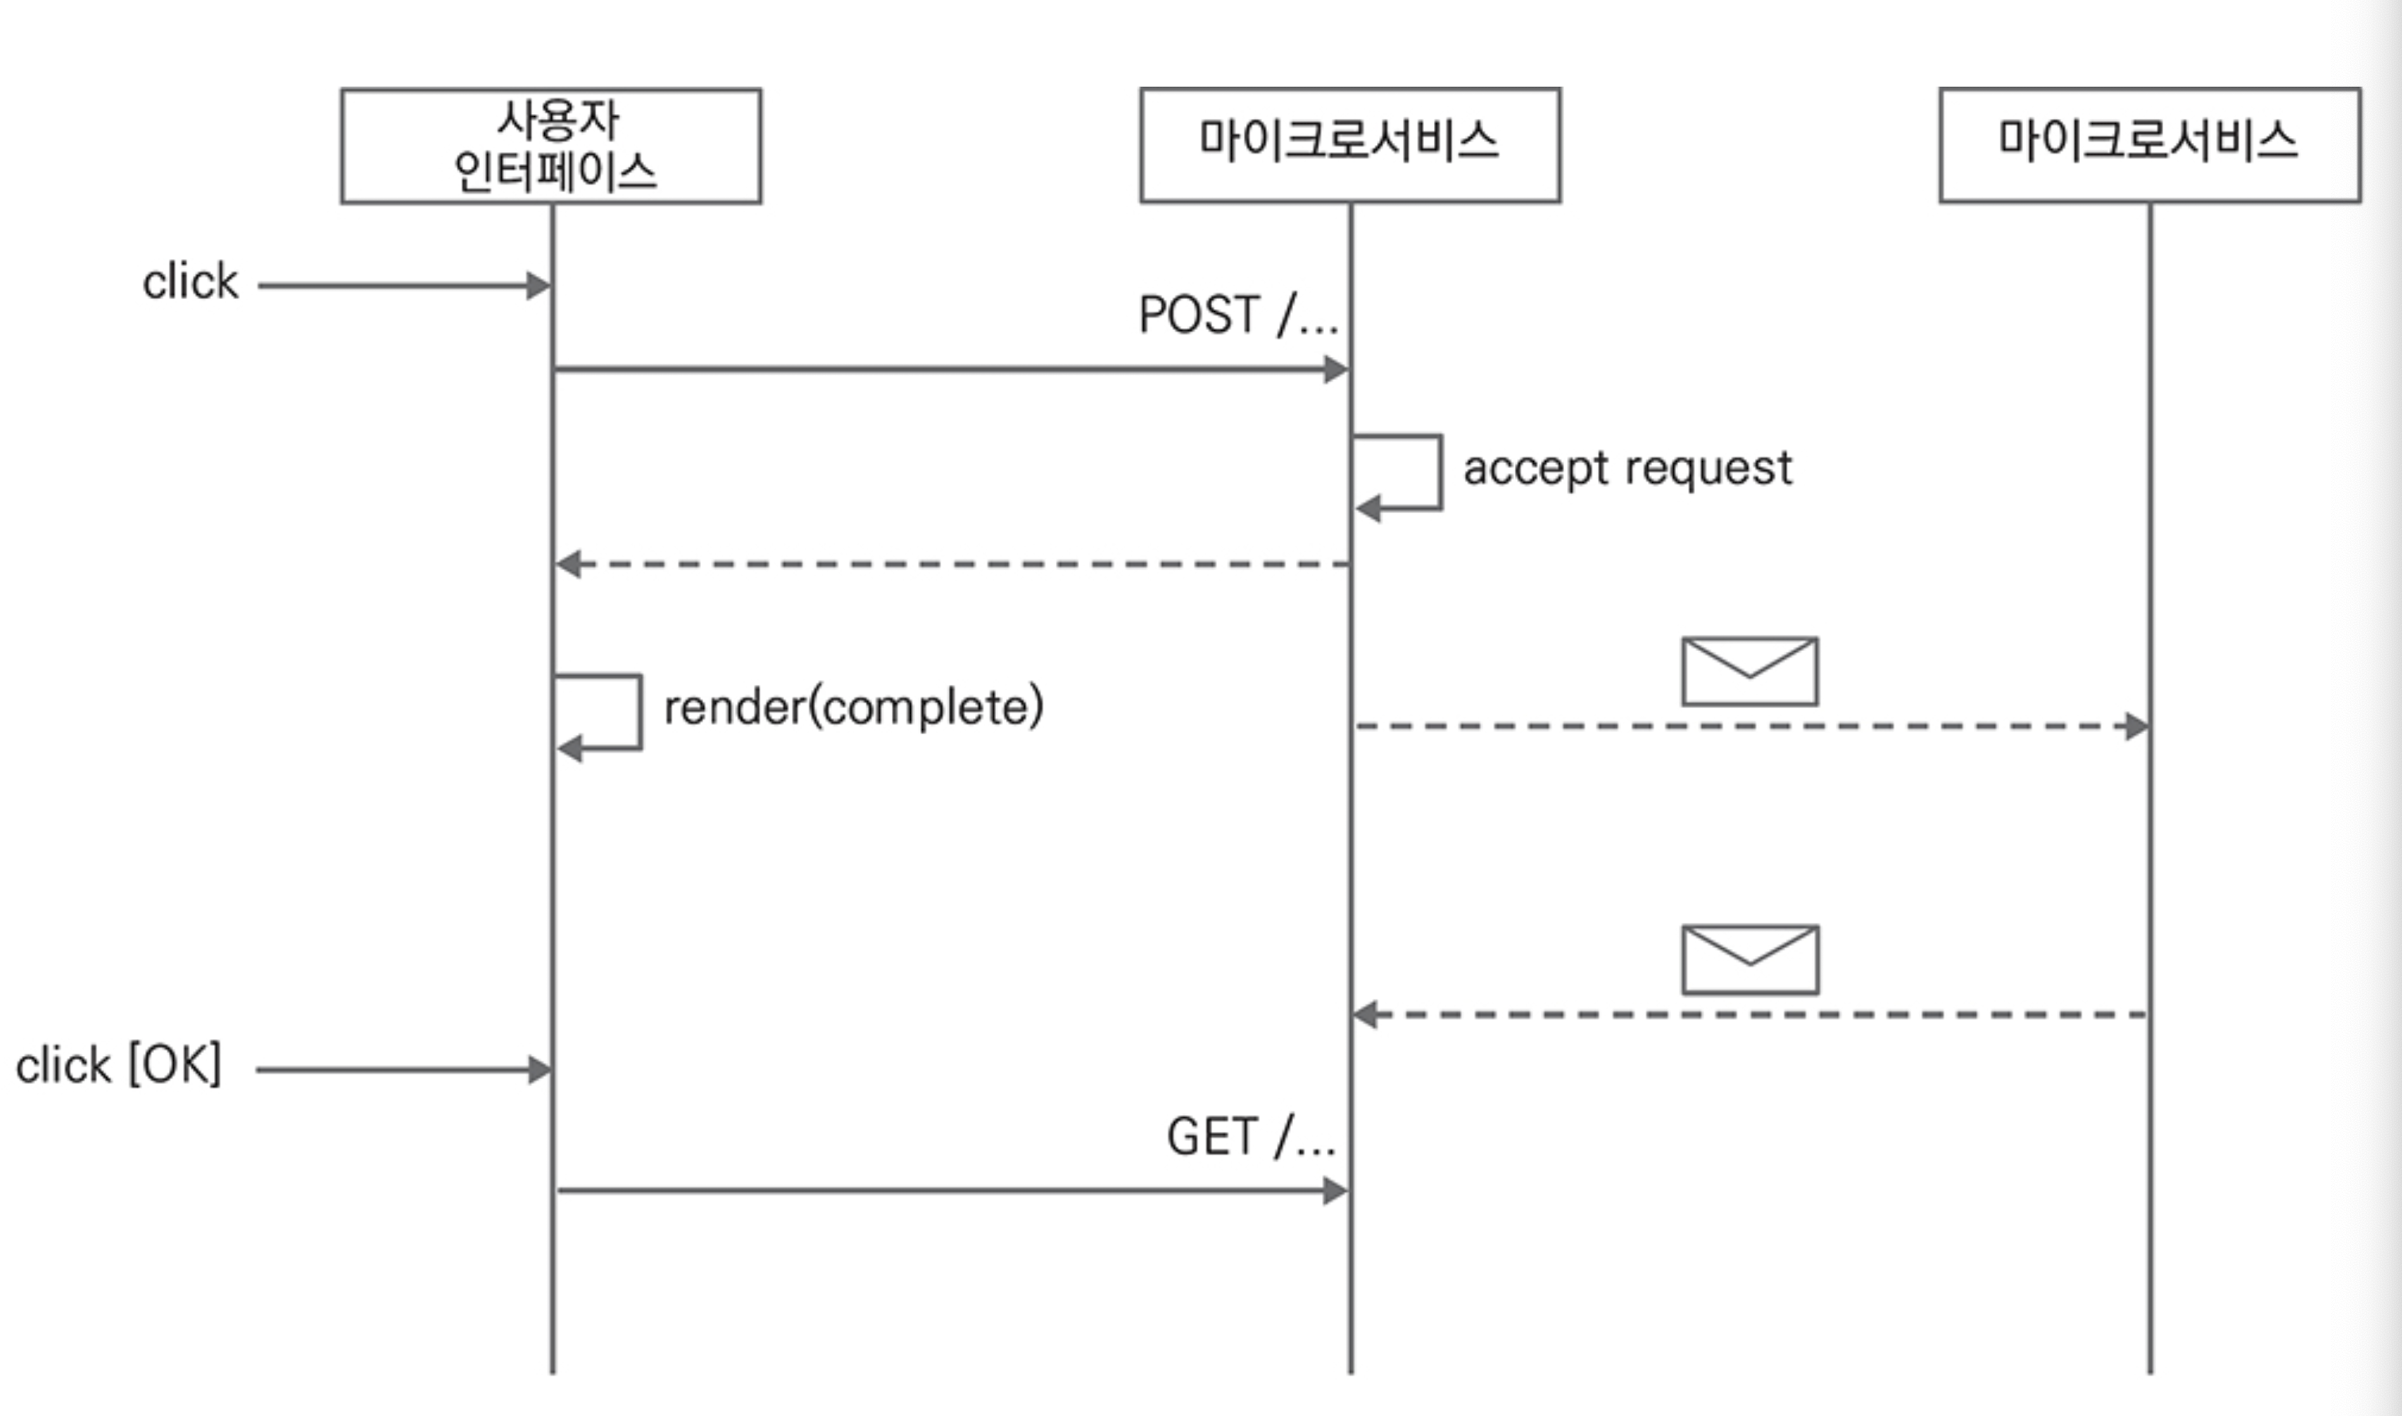 사용자
인터페이스
마이크로서비스
마이크로서비스
click
POST /...
accept request
render(complete)
click [OK]
GET /...